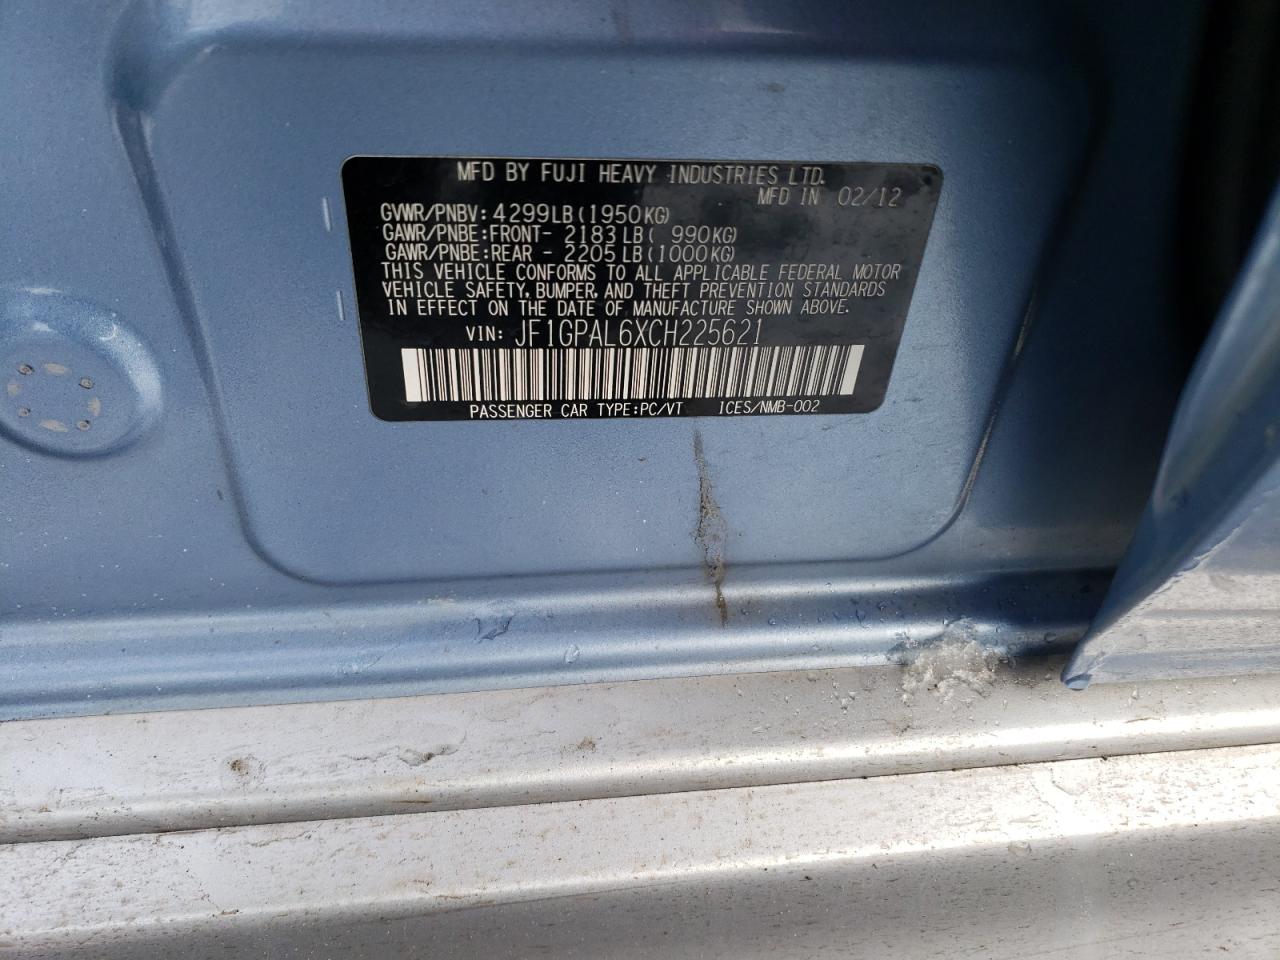 MFD BY FUJI HEAVY INDUSTRIES LTD.
MFD IN 02/12
GVWR/PNBV: 4299LB(1950KG)
GAWR/PNBE:FRONT- 2183LB( 990KG)
GAWR/PNBE:REAR - 2205LB(1000KG)
THIS VEHICLE CONFORMS TO ALL APPLICABLE FEDERAL MOTOR
VEHICLE SAFETY, BUMPER, AND THEFT PREVENTION STANDARDS
IN EFFECT ON THE DATE OF MANUFACTURE SHOWN ABOVE.
VIN: JF1GPAL6XCH225621
PASSENGER CAR TYPE:PC/VT 1CES/NMB-002